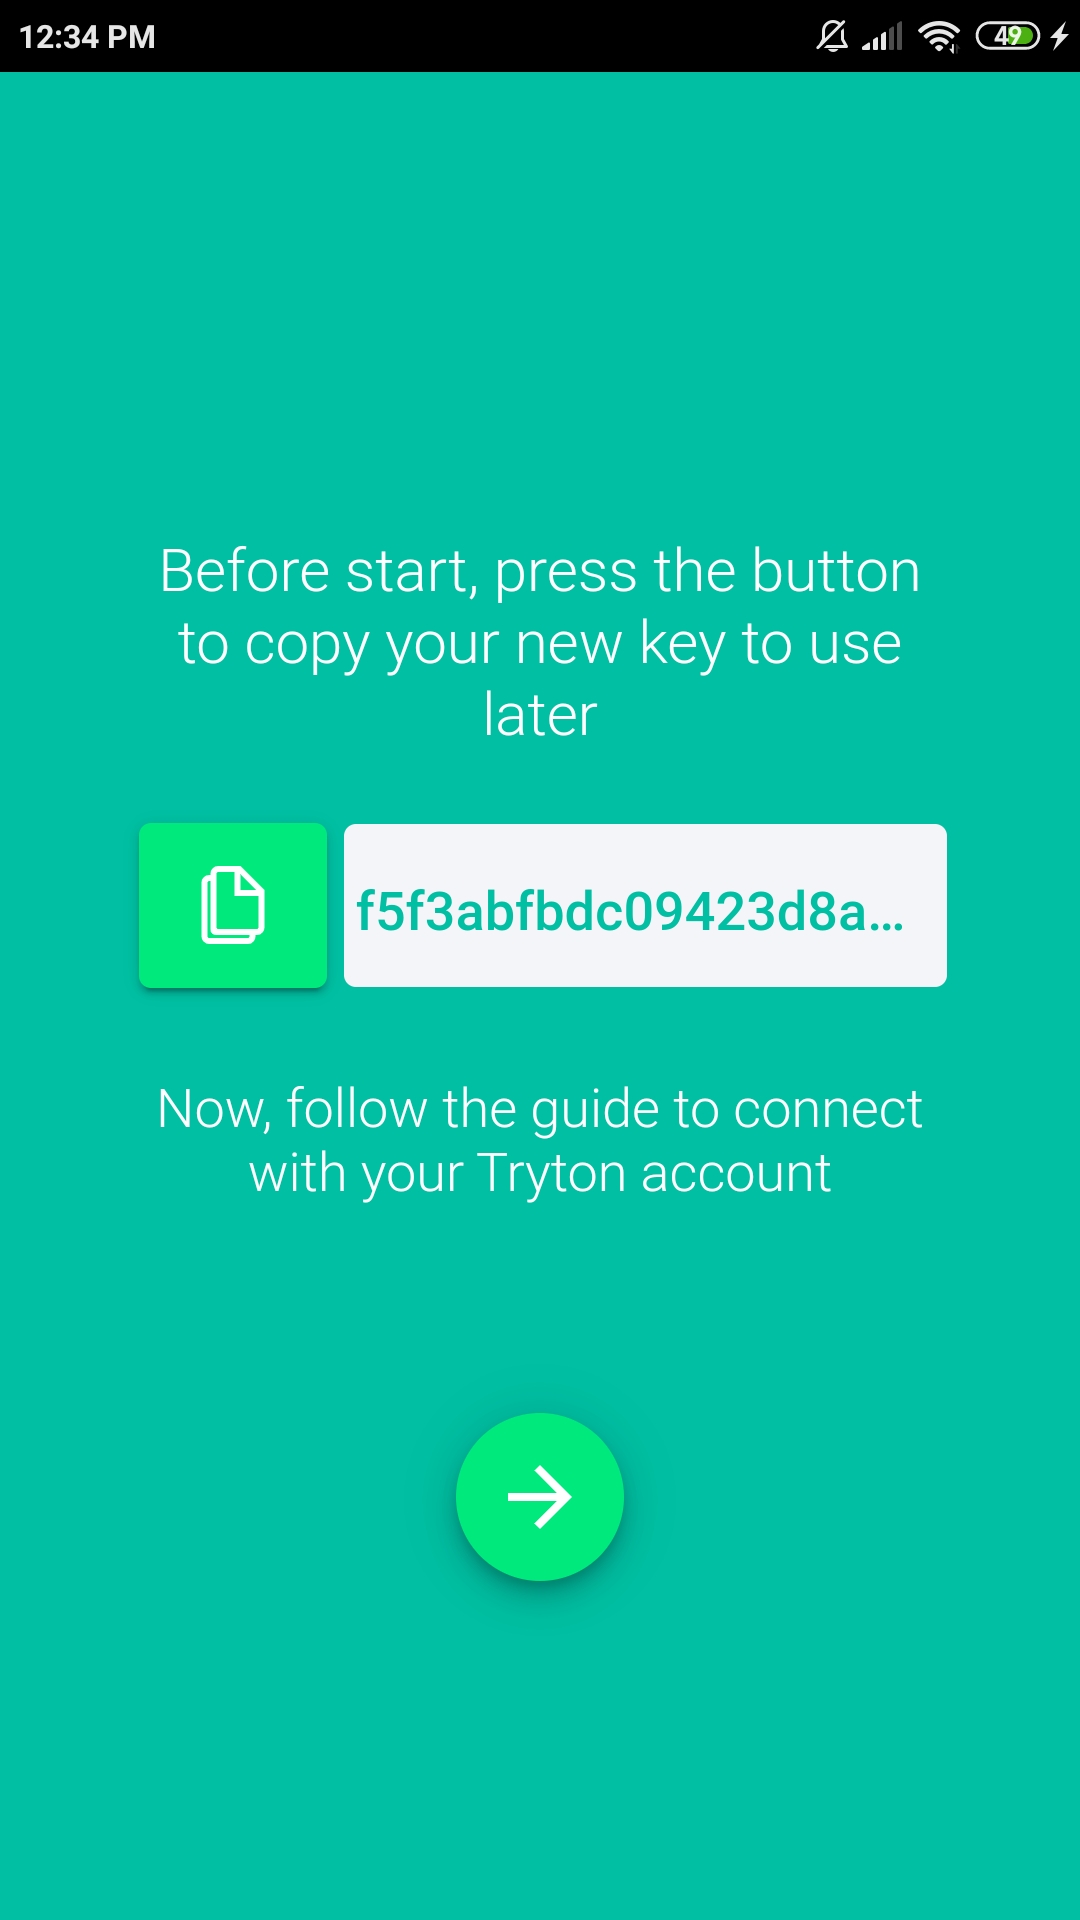 12:34 PM
49
Before start, press the button
to copy your new key to use
later
f5f3abfbdc09423d8a...
Now, follow the guide to connect
with your Tryton account